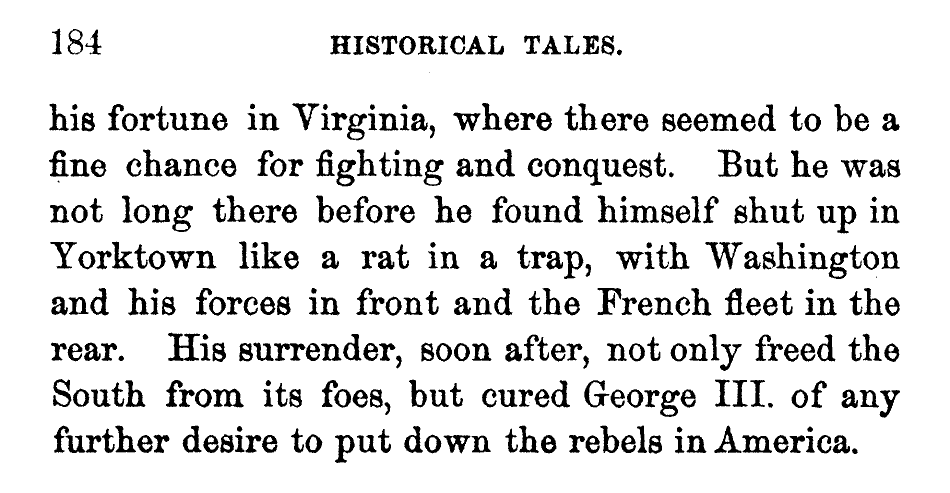 184 HISTORICAL TALES.
his fortune in Virginia, where there seemed to be a
fine chance for fighting and conquest. But he was
not long there before he found himself shut up in
Yorktown like a rat in a trap, with Washington
and his forces in front and the French fleet in the
rear. His surrender, soon after, not only freed the
South from its foes, but cured George III. of any
further desire to put down the rebels in America.